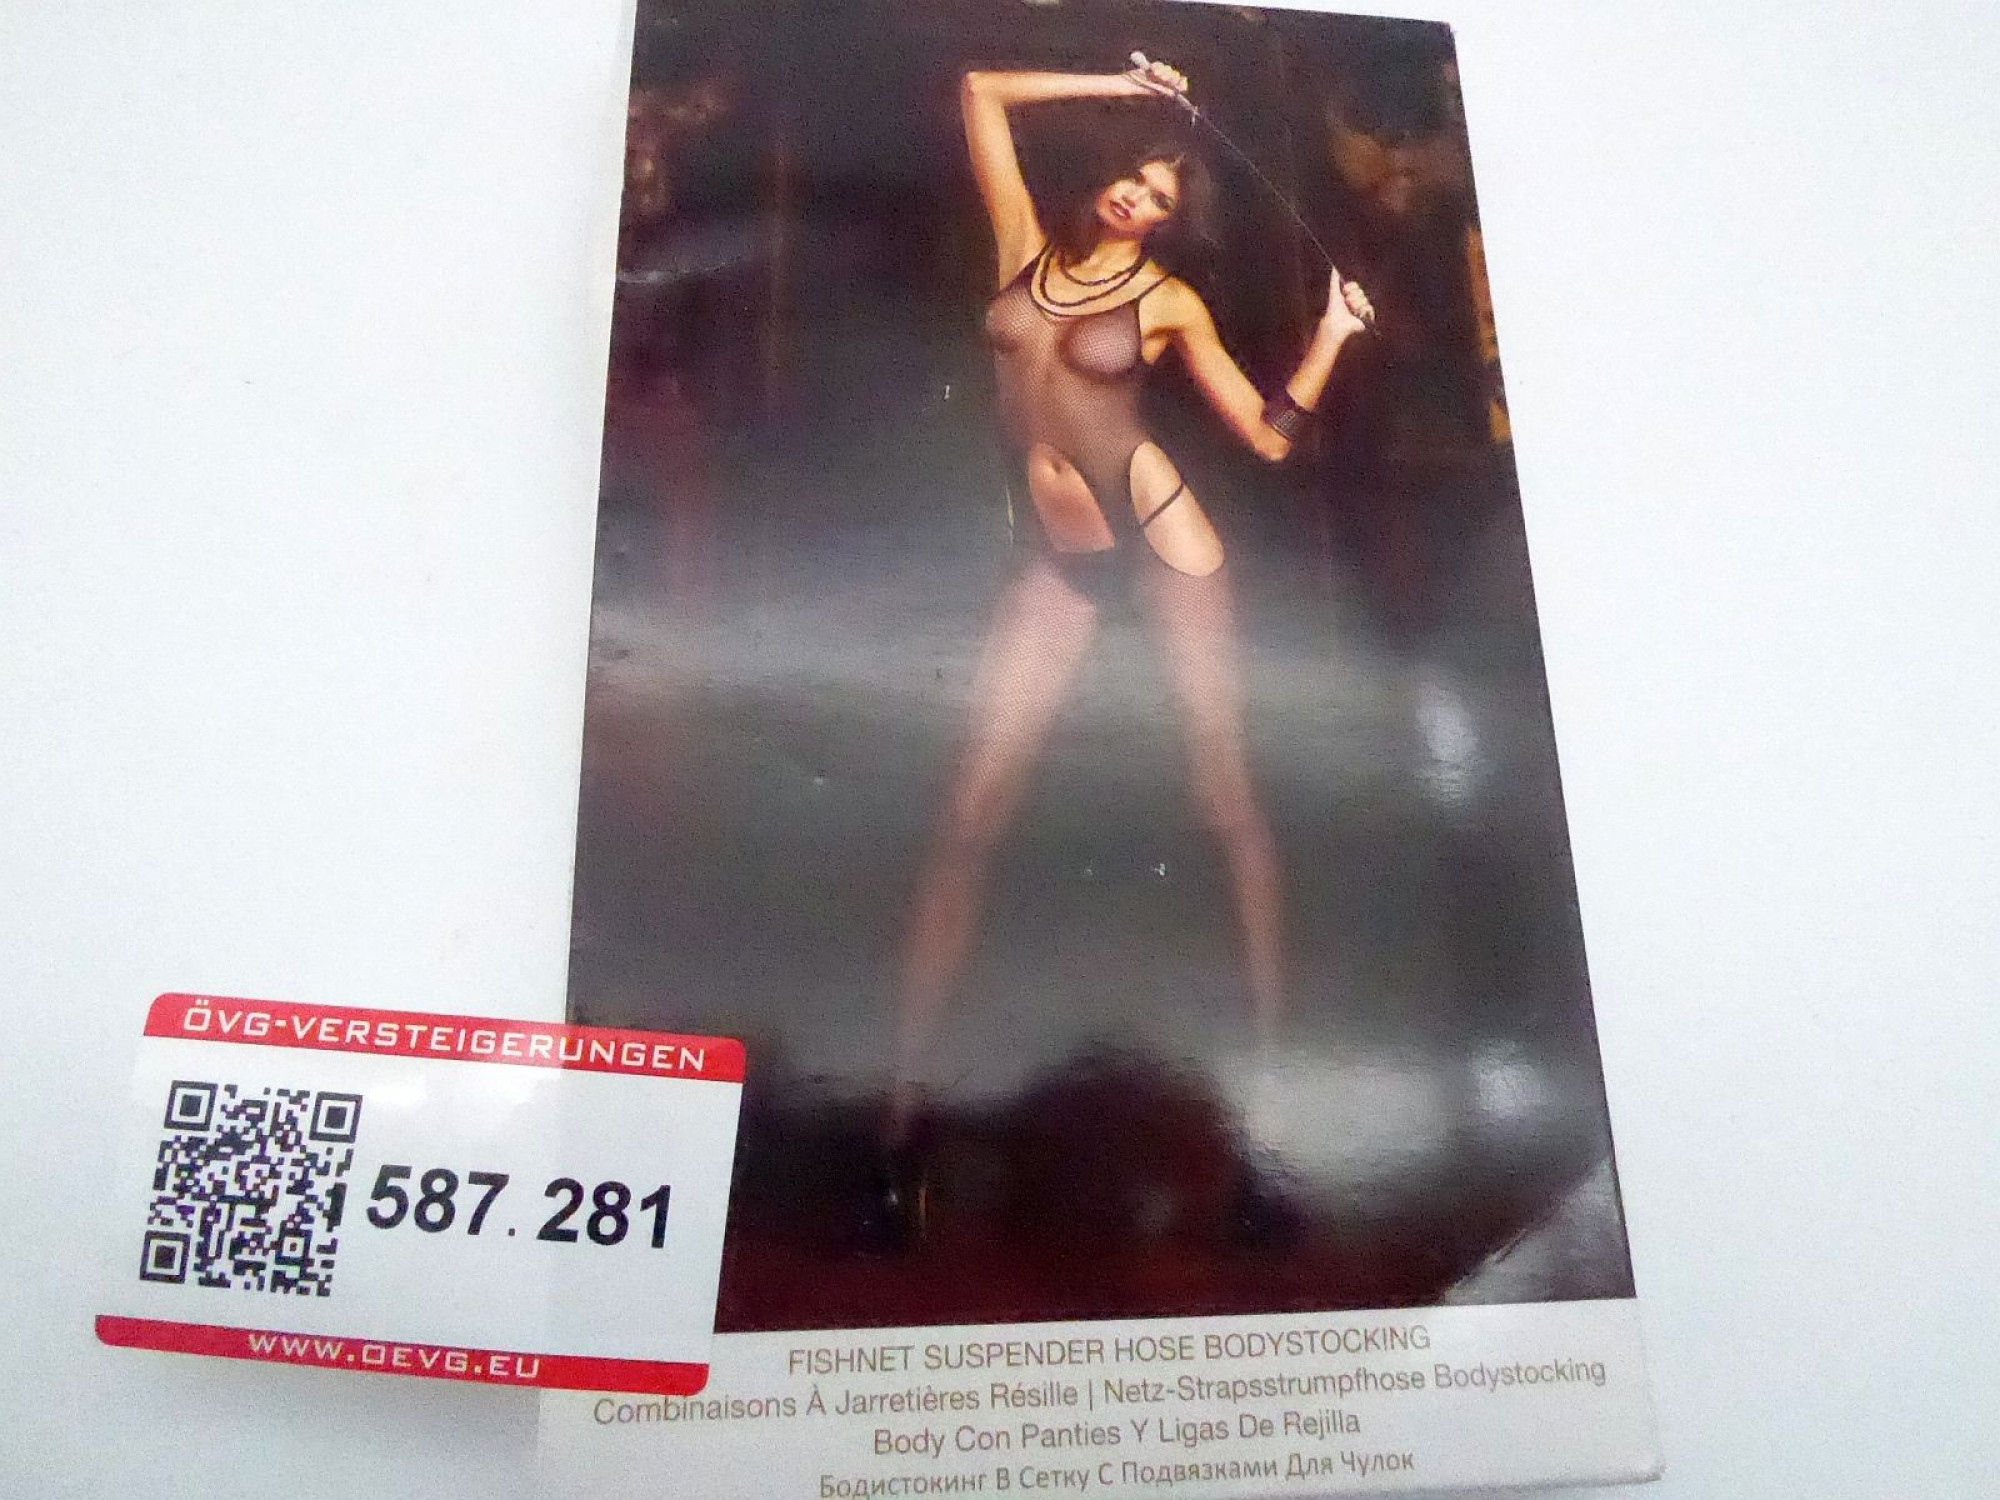 ÖVG-VERSTEIGERUNGEN
587.281
WWW.OEVG.EU
FISHNET SUSPENDER HOSE BODYSTOCKING
Combinaisons À Jarretières Résille | Netz-Strapsstrumpfhose Bodystocking
Body Con Panties Y Ligas De Rejilla
Бодистокинг В Сетку С Подвязками Для Чулок